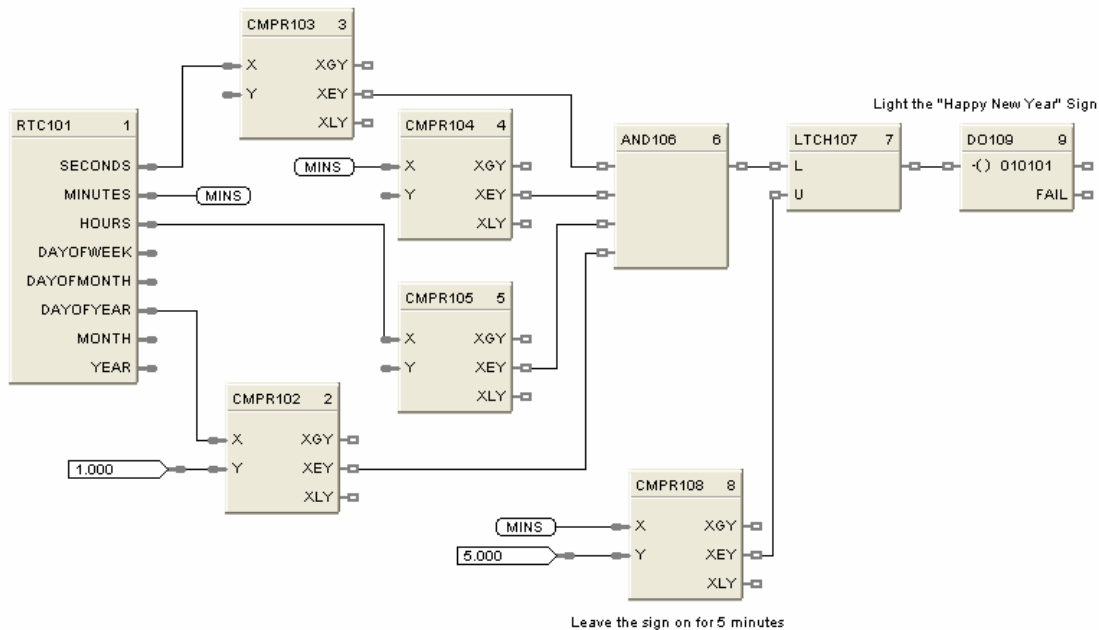 CMPR103 3
X XGY
Y XEY
XLY
Light the "Happy New Year" Sign
RTC101 1
SECONDS
MINUTES
HOURS
DAYOFWEEK
DAYOFMONTH
DAYOFYEAR
MONTH
YEAR
MINS
CMPR104 4
MINS
X XGY
Y XEY
XLY
AND106 6
LTCH107 7
L
U
DO109 9
-() 010101
FAIL
CMPR105 5
X XGY
Y XEY
XLY
CMPR102 2
X XGY
1.000
Y XEY
XLY
CMPR108 8
MINS
X XGY
5.000
Y XEY
XLY
Leave the sign on for 5 minutes